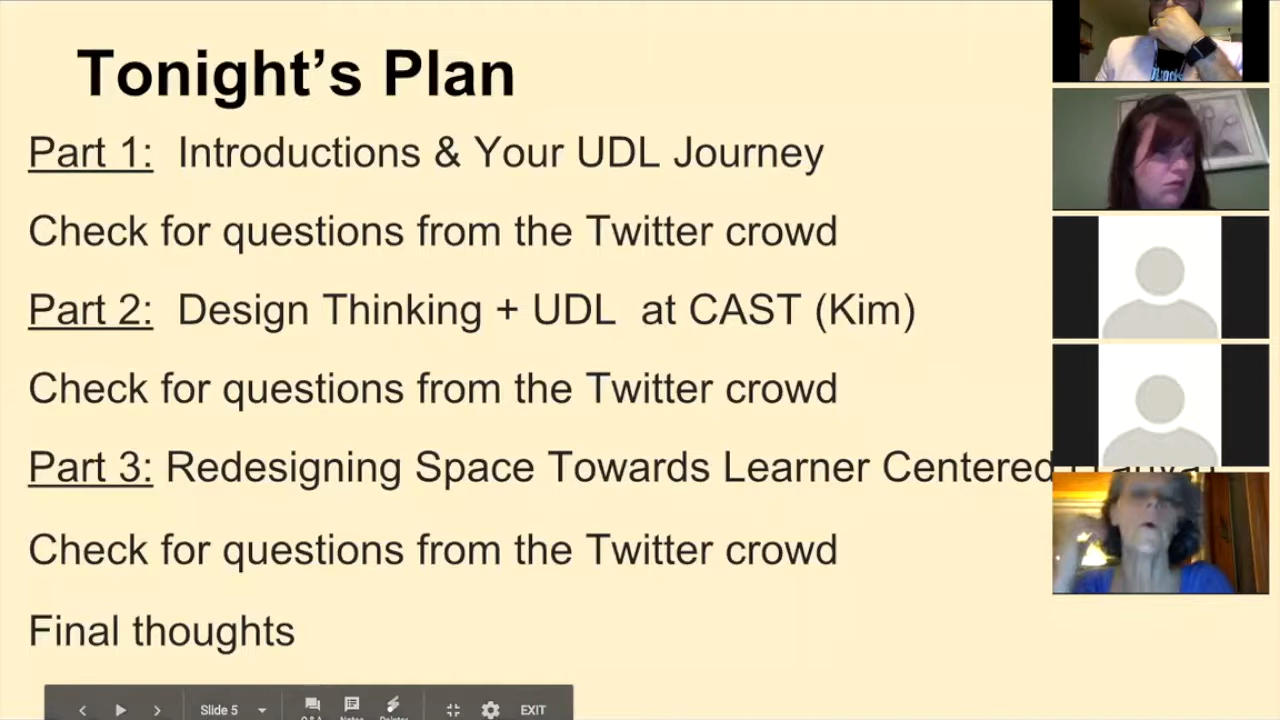 Tonight’s Plan
Part 1: Introductions & Your UDL Journey
Check for questions from the Twitter crowd
Part 2: Design Thinking + UDL at CAST (Kim)
Check for questions from the Twitter crowd
Part 3: Redesigning Space Towards Learner Centered
Check for questions from the Twitter crowd
Final thoughts
Slide 5
EXIT